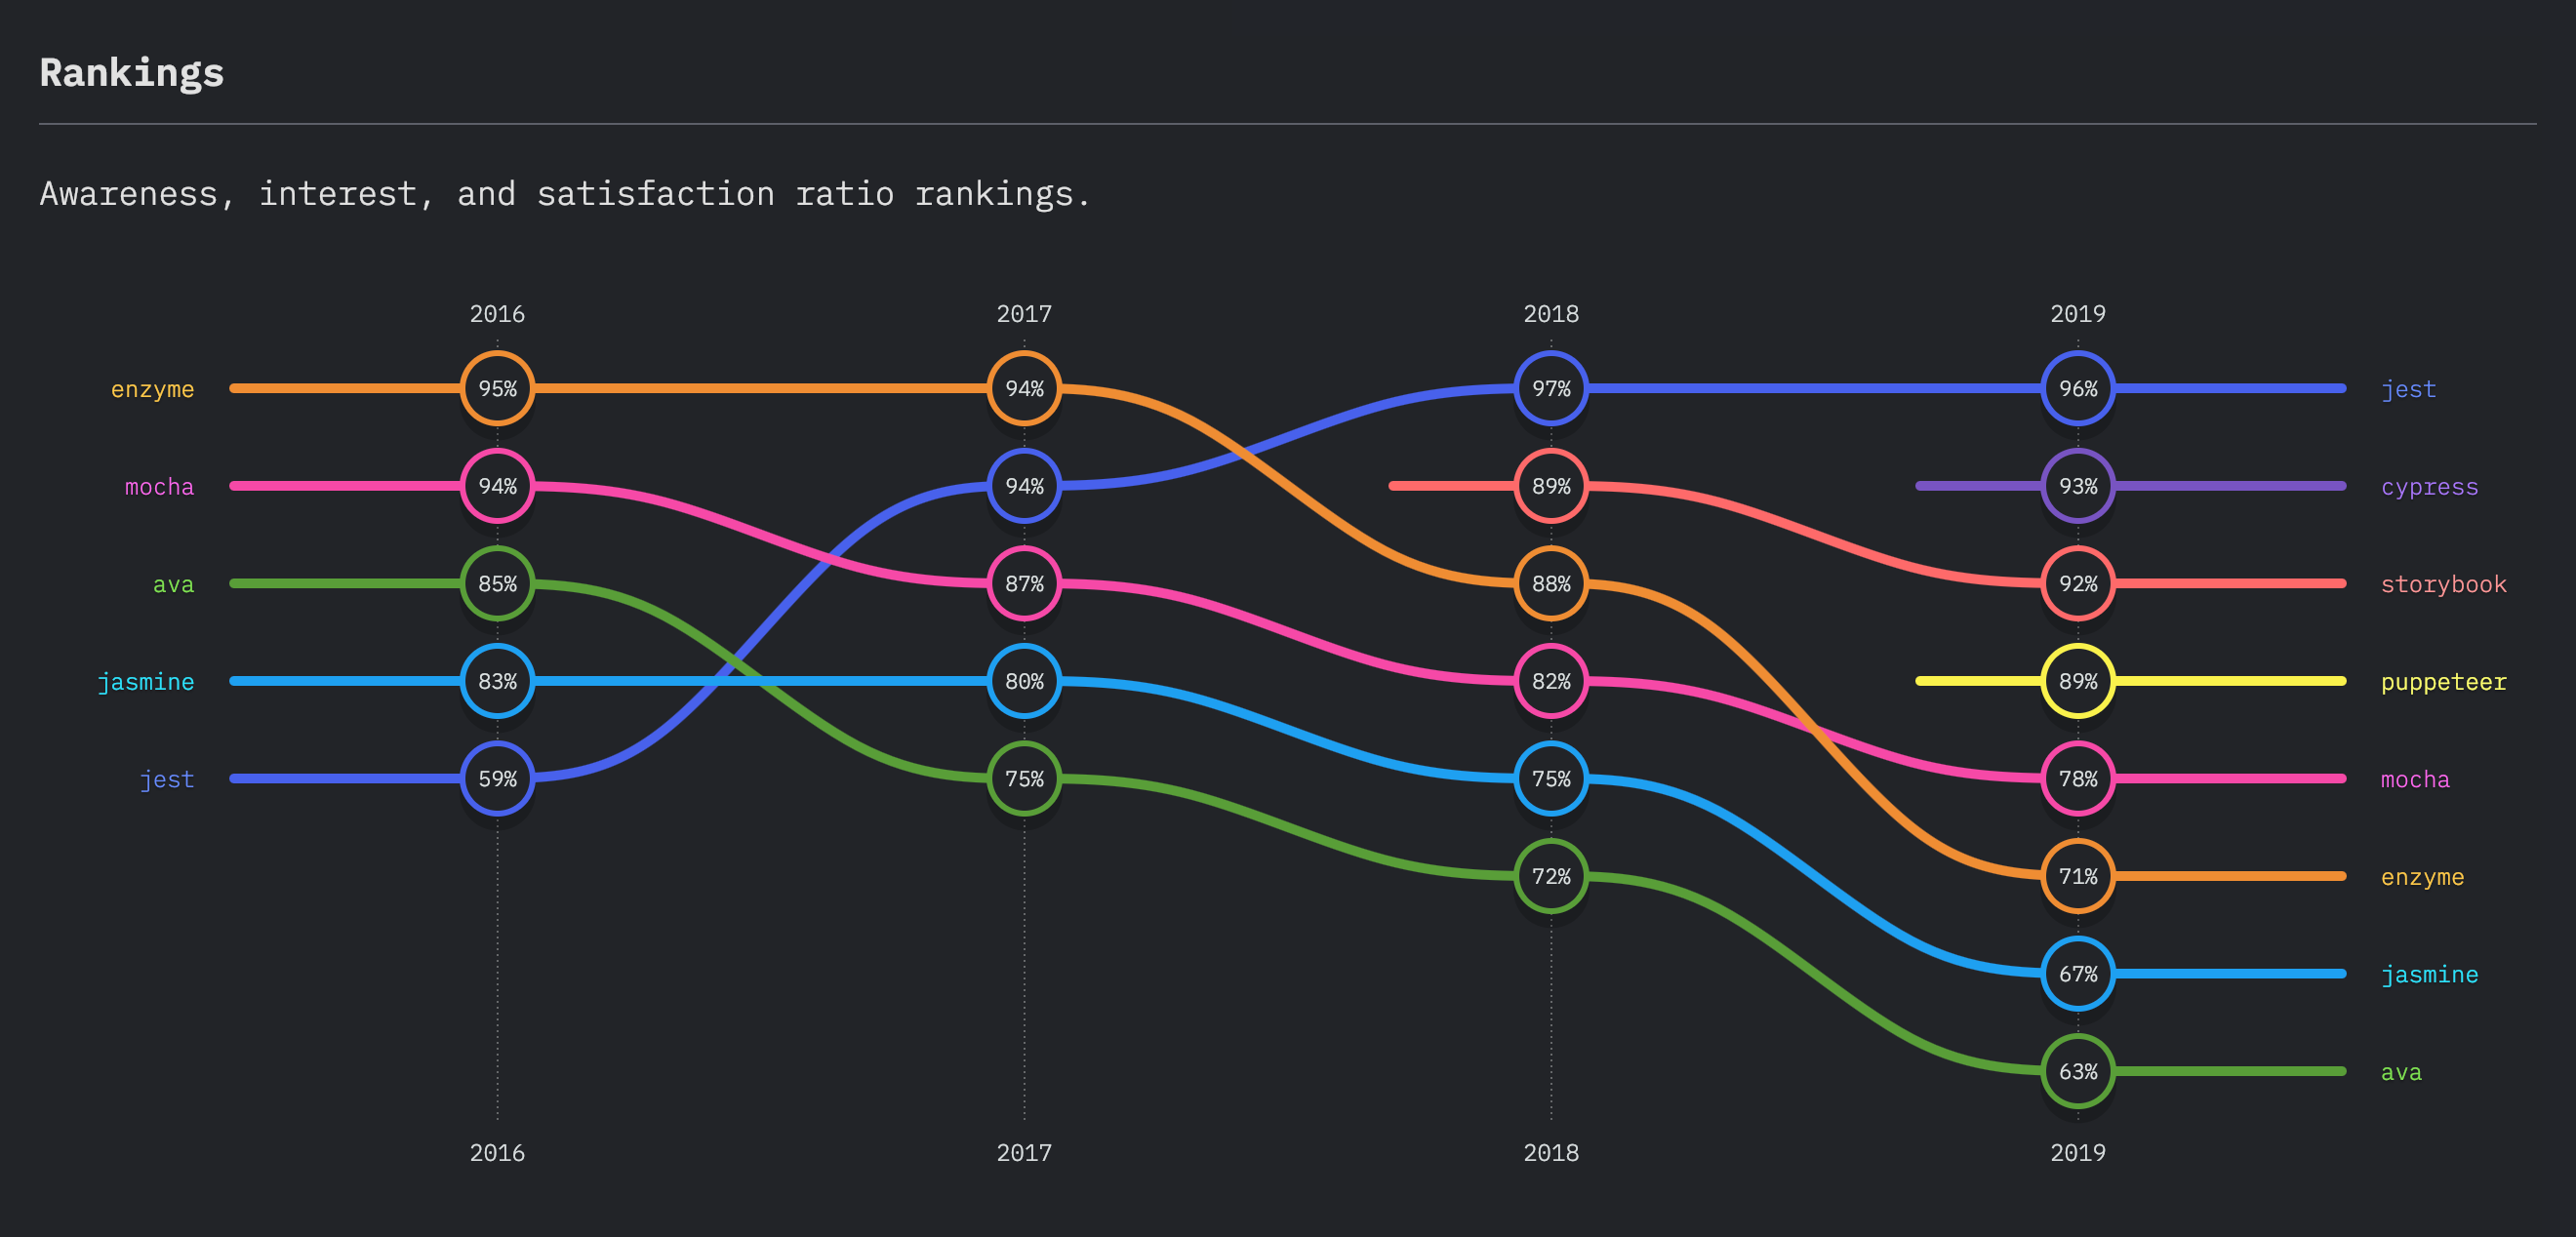 Rankings
Awareness, interest, and satisfaction ratio rankings.
2016 2017 2018 2019
enzyme 95% 94% 97% 96% jest
mocha 94% 94% 89% 93% cypress
ava 85% 87% 88% 92% storybook
jasmine 83% 80% 82% 89% puppeteer
jest 59% 75% 75% 78% mocha
72% 71% enzyme
67% jasmine
63% ava
2016 2017 2018 2019